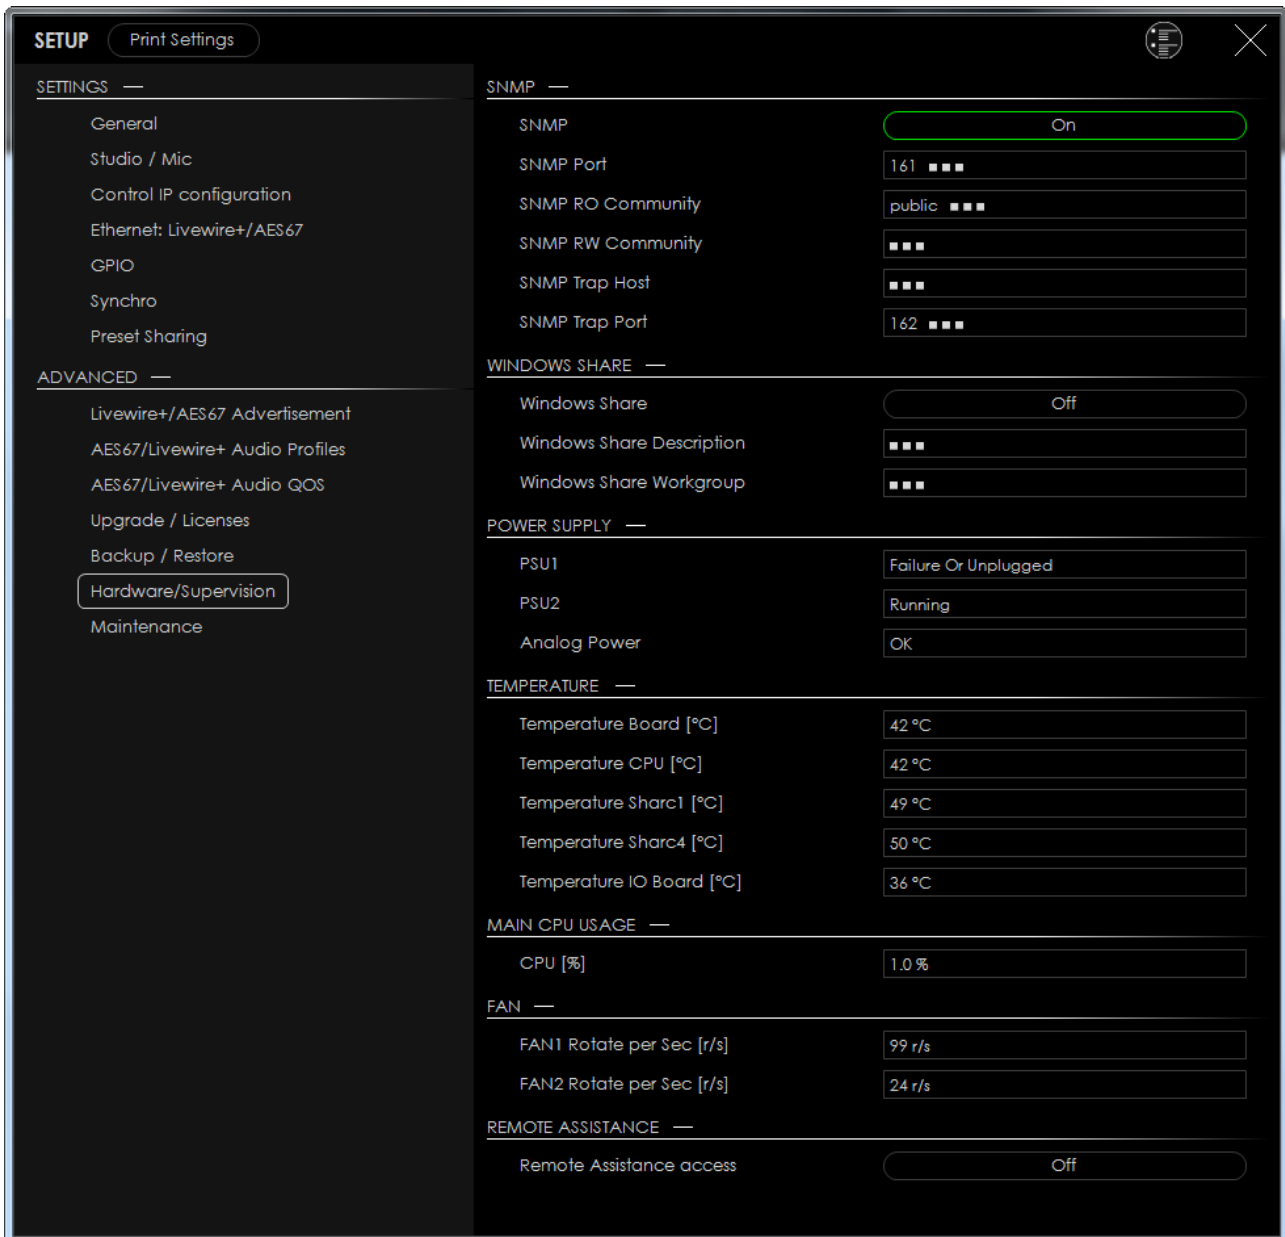 SETUP Print Settings
SETTINGS
General
Studio / Mic
Control IP configuration
Ethernet: Livewire+/AES67
GPIO
Synchro
Preset Sharing
ADVANCED
Livewire+/AES67 Advertisement
AES67/Livewire+ Audio Profiles
AES67/Livewire+ Audio QOS
Upgrade / Licenses
Backup / Restore
Hardware/Supervision
Maintenance
SNMP
SNMP On
SNMP Port 161
SNMP RO Community public
SNMP RW Community
SNMP Trap Host
SNMP Trap Port 162
WINDOWS SHARE
Windows Share Off
Windows Share Description
Windows Share Workgroup
POWER SUPPLY
PSU1 Failure Or Unplugged
PSU2 Running
Analog Power OK
TEMPERATURE
Temperature Board [°C] 42 °C
Temperature CPU [°C] 42 °C
Temperature Sharc1 [°C] 49 °C
Temperature Sharc4 [°C] 50 °C
Temperature IO Board [°C] 36 °C
MAIN CPU USAGE
CPU [%] 1.0 %
FAN
FAN1 Rotate per Sec [r/s] 99 r/s
FAN2 Rotate per Sec [r/s] 24 r/s
REMOTE ASSISTANCE
Remote Assistance access Off